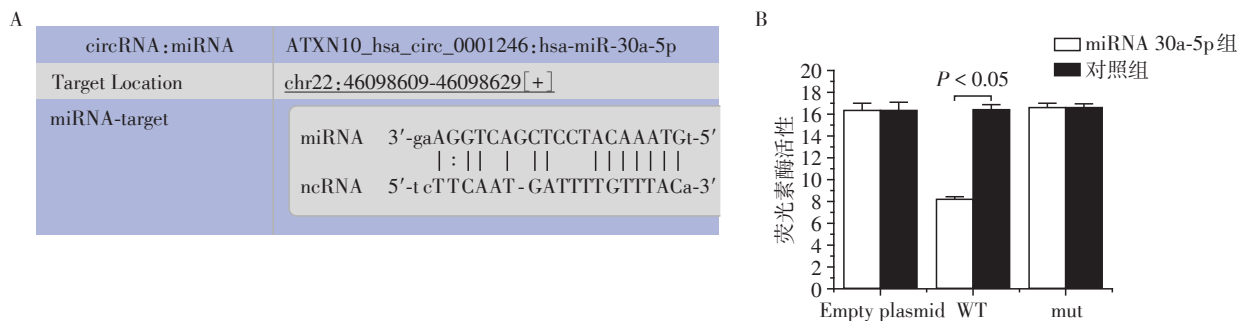 A
circRNA:miRNA ATXN10_hsa_circ_0001246:hsa-miR-30a-5p
Target Location chr22:46098609-46098629[+]
miRNA-target
miRNA 3′-gaAGGTCAGCTCCTACAAATGt-5′
| : | | | | | | | | | | | |
ncRNA 5′-tcTTCAAT-GATTTTGTTTACa-3′
B
miRNA 30a-5p组
对照组
P < 0.05
荧光素酶活性
20
18
16
14
12
10
8
6
4
2
0
Empty plasmid WT mut